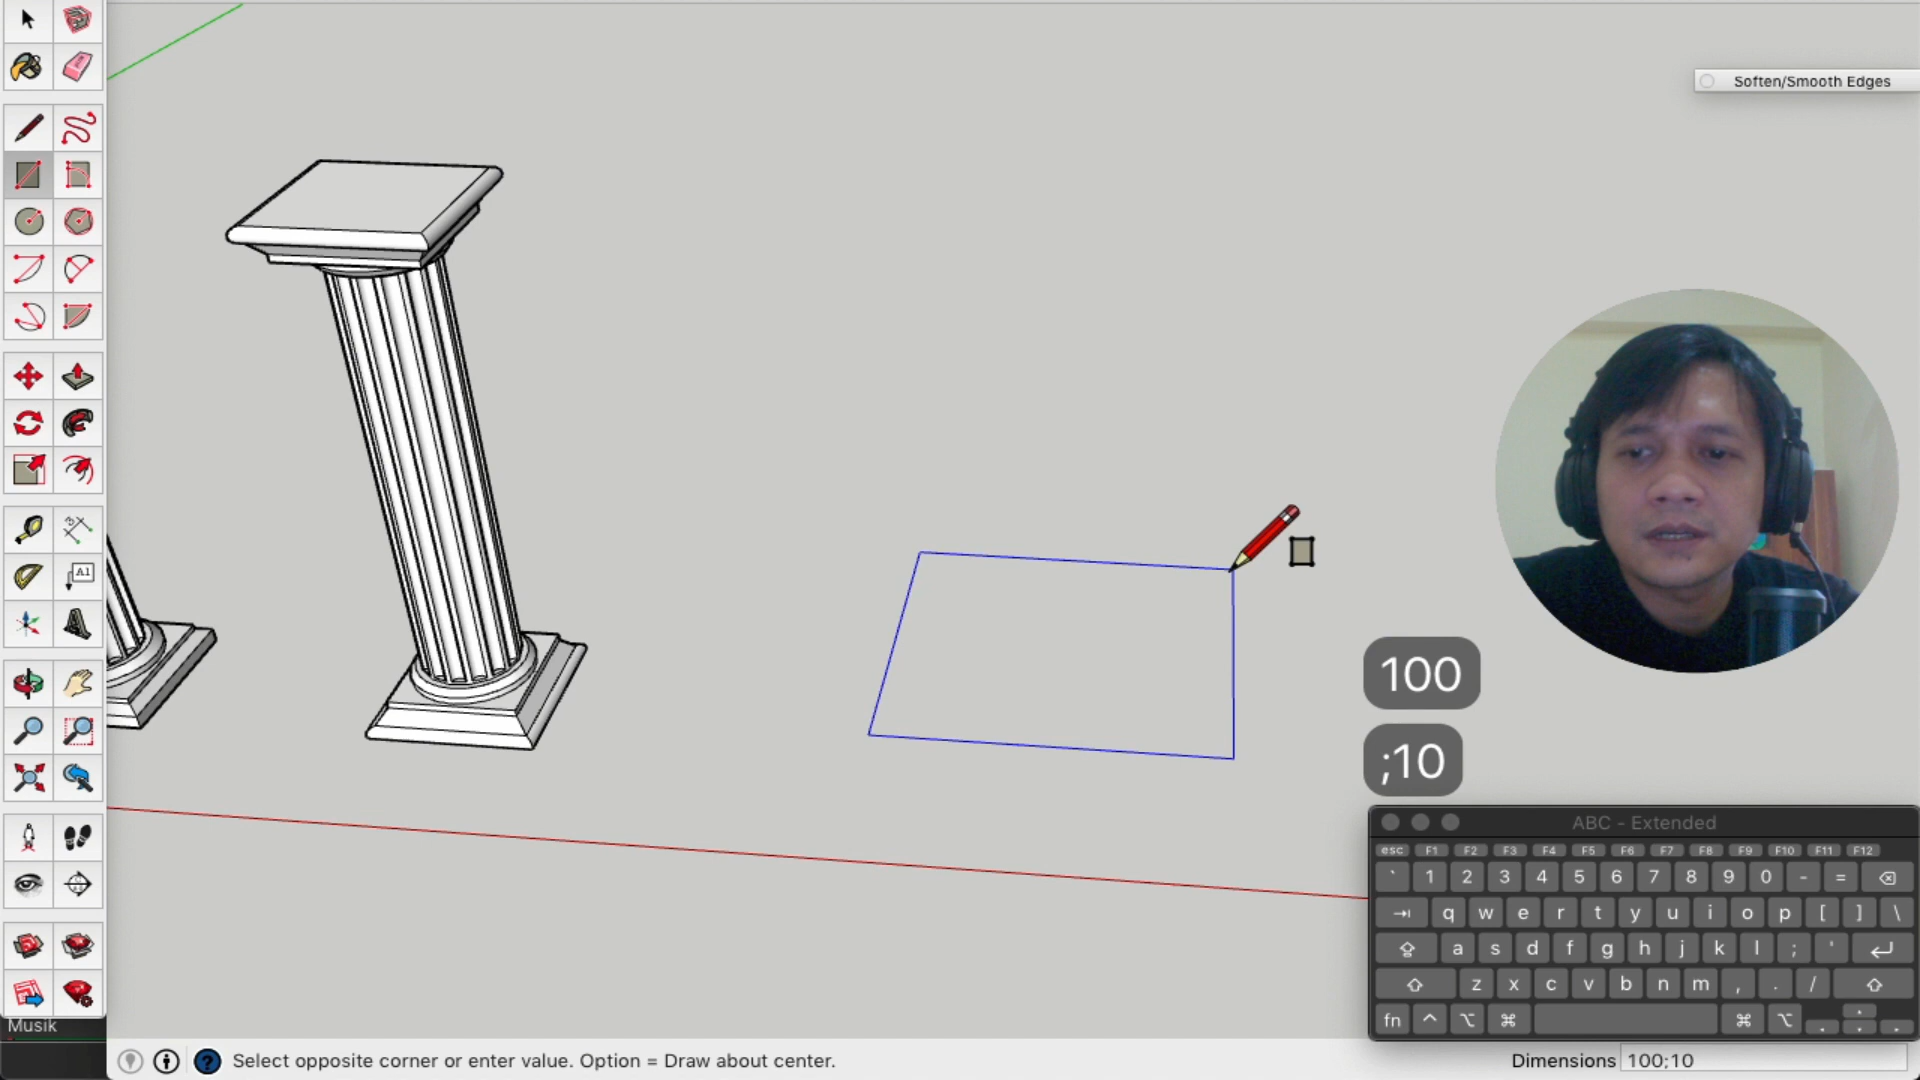 Soften/Smooth Edges
A1
Musik
100
;10
ABC - Extended
esc F1 F2 F3 F4 F5 F6 F7 F8 F9 F10 F11 F12
` 1 2 3 4 5 6 7 8 9 0 - =
q w e r t y u i o p [ ] \
a s d f g h j k l ; '
z x c v b n m , . /
fn ^ ⌥ ⌘ ⌘ ⌥
Select opposite corner or enter value. Option = Draw about center.
Dimensions 100;10